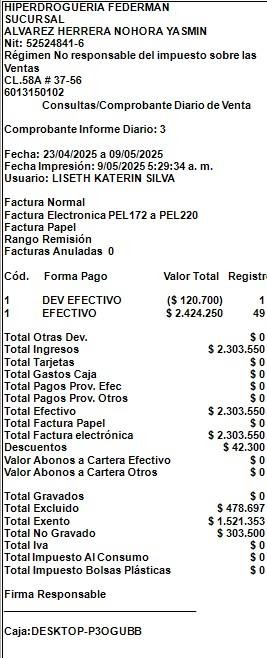 HIPERDROGUERIA FEDERMAN
SUCURSAL
ALVAREZ HERRERA NOHORA YASMIN
Nit: 52524841-6
Régimen No responsable del impuesto sobre las
Ventas
CL.58A # 37-56
6013150102
Consultas/Comprobante Diario de Venta
Comprobante Informe Diario: 3
Fecha: 23/04/2025 a 09/05/2025
Fecha Impresión: 9/05/2025 5:29:34 a. m.
Usuario: LISETH KATERIN SILVA
Factura Normal
Factura Electronica PEL172 a PEL220
Factura Papel
Rango Remisión
Facturas Anuladas 0
Cód. Forma Pago Valor Total Registr
1 DEV EFECTIVO ($ 120.700) 1
1 EFECTIVO $ 2.424.250 49
Total Otras Dev. $ 0
Total Ingresos $ 2.303.550
Total Tarjetas $ 0
Total Gastos Caja $ 0
Total Pagos Prov. Efec $ 0
Total Pagos Prov. Otros $ 0
Total Efectivo $ 2.303.550
Total Factura Papel $ 0
Total Factura electrónica $ 2.303.550
Descuentos $ 42.300
Valor Abonos a Cartera Efectivo $ 0
Valor Abonos a Cartera Otros $ 0
Total Gravados $ 0
Total Excluido $ 478.697
Total Exento $ 1.521.353
Total No Gravado $ 303.500
Total Iva $ 0
Total Impuesto Al Consumo $ 0
Total Impuesto Bolsas Plásticas $ 0
Firma Responsable
Caja:DESKTOP-P3OGUBB